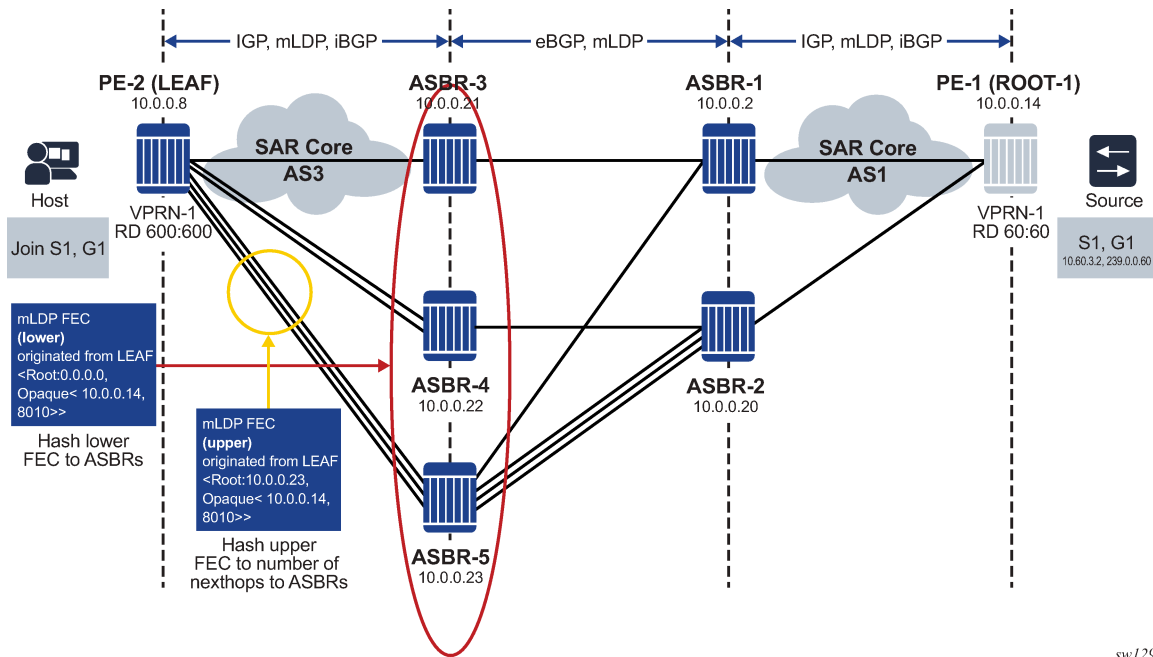 IGP, mLDP, iBGP
eBGP, mLDP
IGP, mLDP, iBGP
PE-2 (LEAF)
10.0.0.8
ASBR-3
10.0.0.21
ASBR-1
10.0.0.2
PE-1 (ROOT-1)
10.0.0.14
SAR Core
AS3
SAR Core
AS1
Host
Source
VPRN-1
RD 600:600
VPRN-1
RD 60:60
Join S1, G1
S1, G1
10.60.3.2, 239.0.0.60
mLDP FEC
(lower)
originated from LEAF
<Root:0.0.0.0,
Opaque< 10.0.0.14,
8010>>
Hash lower
FEC to ASBRs
ASBR-4
10.0.0.22
ASBR-2
10.0.0.20
mLDP FEC
(upper)
originated from LEAF
<Root:10.0.0.23,
Opaque< 10.0.0.14,
8010>>
Hash upper
FEC to number of
nexthops to ASBRs
ASBR-5
10.0.0.23